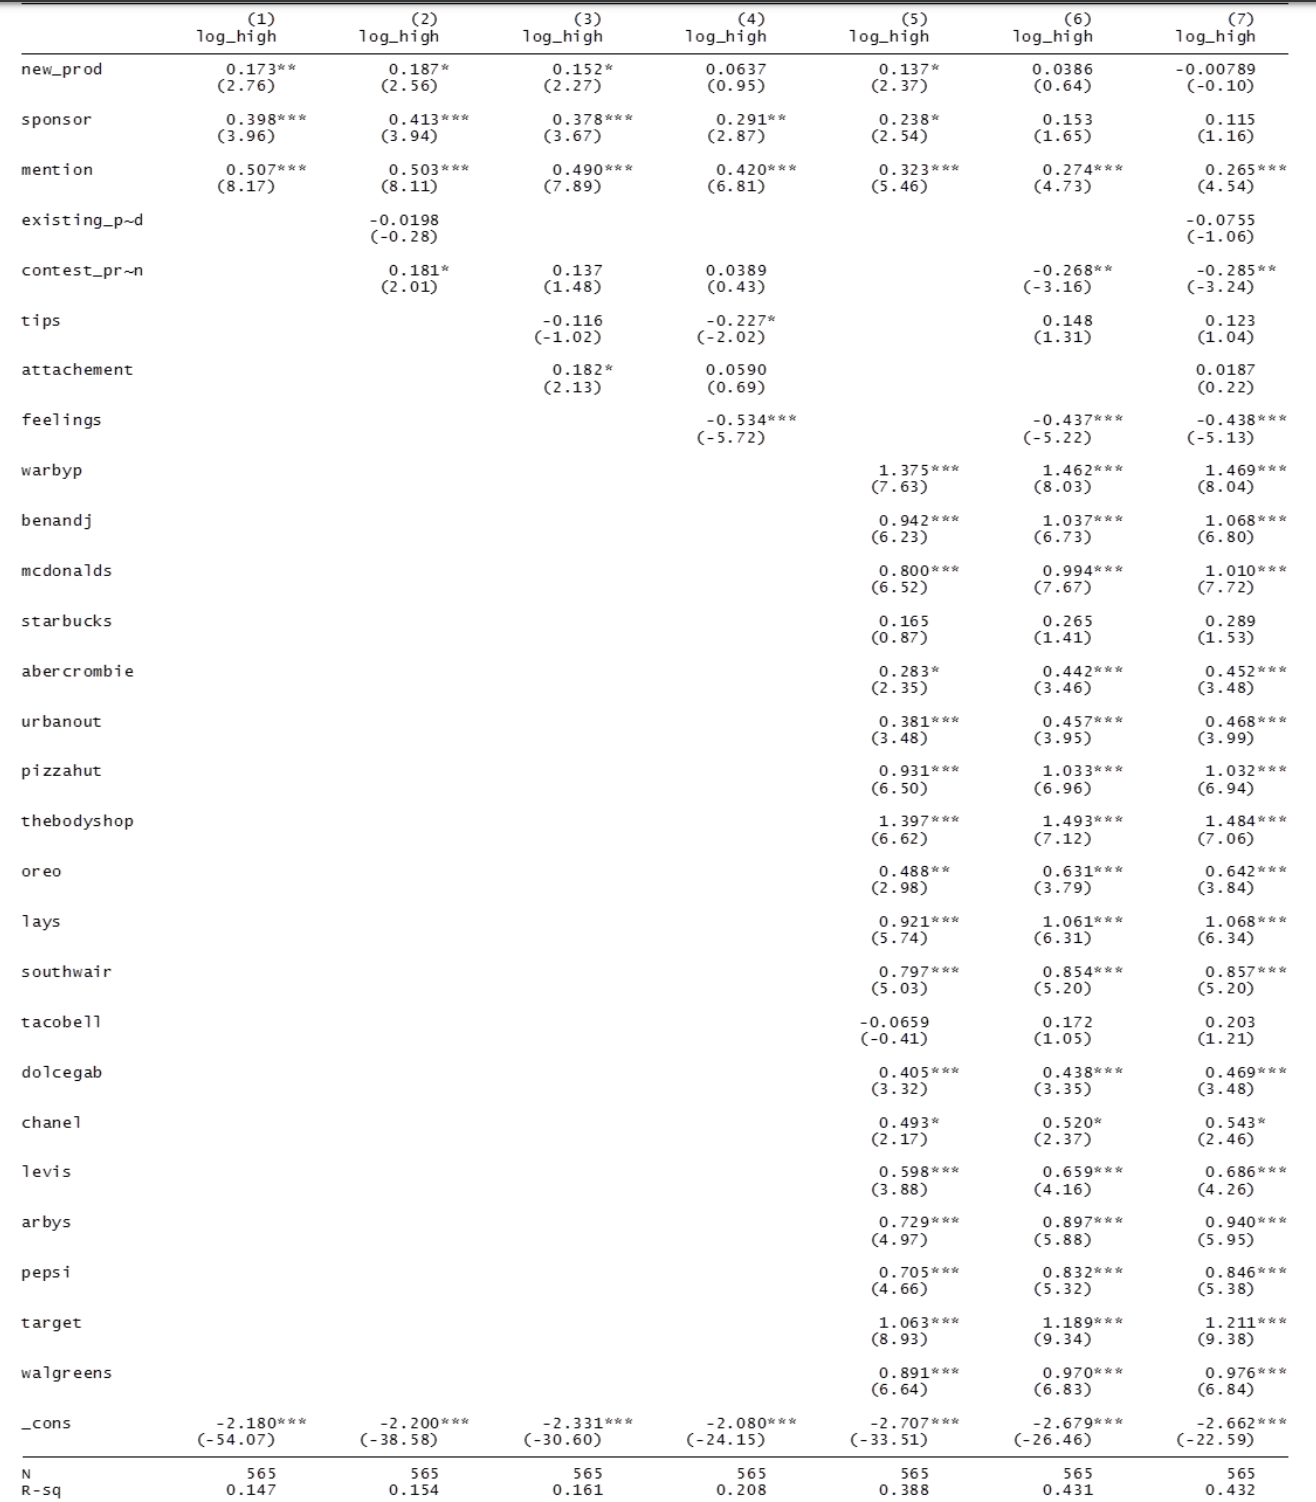 (1) (2) (3) (4) (5) (6) (7)
log_high log_high log_high log_high log_high log_high log_high
new_prod 0.173** 0.187* 0.152* 0.0637 0.137* 0.0386 -0.00789
(2.76) (2.56) (2.27) (0.95) (2.37) (0.64) (-0.10)
sponsor 0.398*** 0.413*** 0.378*** 0.291** 0.238* 0.153 0.115
(3.96) (3.94) (3.67) (2.87) (2.54) (1.65) (1.16)
mention 0.507*** 0.503*** 0.490*** 0.420*** 0.323*** 0.274*** 0.265***
(8.17) (8.11) (7.89) (6.81) (5.46) (4.73) (4.54)
existing_p~d -0.0198 -0.0755
(-0.28) (-1.06)
contest_pr~n 0.181* 0.137 0.0389 -0.268** -0.285**
(2.01) (1.48) (0.43) (-3.16) (-3.24)
tips -0.116 -0.227* 0.148 0.123
(-1.02) (-2.02) (1.31) (1.04)
attachement 0.182* 0.0590 0.0187
(2.13) (0.69) (0.22)
feelings -0.534*** -0.437*** -0.438***
(-5.72) (-5.22) (-5.13)
warbyp 1.375*** 1.462*** 1.469***
(7.63) (8.03) (8.04)
benandj 0.942*** 1.037*** 1.068***
(6.23) (6.73) (6.80)
mcdonalds 0.800*** 0.994*** 1.010***
(6.52) (7.67) (7.72)
starbucks 0.165 0.265 0.289
(0.87) (1.41) (1.53)
abercrombie 0.283* 0.442*** 0.452***
(2.35) (3.46) (3.48)
urbanout 0.381*** 0.457*** 0.468***
(3.48) (3.95) (3.99)
pizzahut 0.931*** 1.033*** 1.032***
(6.50) (6.96) (6.94)
thebodyshop 1.397*** 1.493*** 1.484***
(6.62) (7.12) (7.06)
oreo 0.488** 0.631*** 0.642***
(2.98) (3.79) (3.84)
lays 0.921*** 1.061*** 1.068***
(5.74) (6.31) (6.34)
southwair 0.797*** 0.854*** 0.857***
(5.03) (5.20) (5.20)
tacobell -0.0659 0.172 0.203
(-0.41) (1.05) (1.21)
dolcegab 0.405*** 0.438*** 0.469***
(3.32) (3.35) (3.48)
chanel 0.493* 0.520* 0.543*
(2.17) (2.37) (2.46)
levis 0.598*** 0.659*** 0.686***
(3.88) (4.16) (4.26)
arbys 0.729*** 0.897*** 0.940***
(4.97) (5.88) (5.95)
pepsi 0.705*** 0.832*** 0.846***
(4.66) (5.32) (5.38)
target 1.063*** 1.189*** 1.211***
(8.93) (9.34) (9.38)
walgreens 0.891*** 0.970*** 0.976***
(6.64) (6.83) (6.84)
_cons -2.180*** -2.200*** -2.331*** -2.080*** -2.707*** -2.679*** -2.662***
(-54.07) (-38.58) (-30.60) (-24.15) (-33.51) (-26.46) (-22.59)
N 565 565 565 565 565 565 565
R-sq 0.147 0.154 0.161 0.208 0.388 0.431 0.432